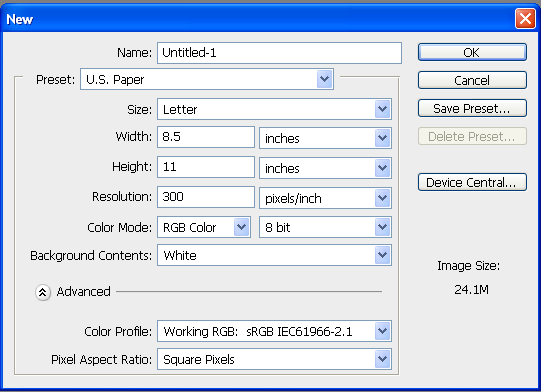 New
Name: Untitled-1
OK
Preset: U.S. Paper
Cancel
Size: Letter
Save Preset...
Width: 8.5 inches
Delete Preset...
Height: 11 inches
Resolution: 300 pixels/inch
Device Central...
Color Mode: RGB Color 8 bit
Background Contents: White
Image Size:
24.1M
Advanced
Color Profile: Working RGB: sRGB IEC61966-2.1
Pixel Aspect Ratio: Square Pixels